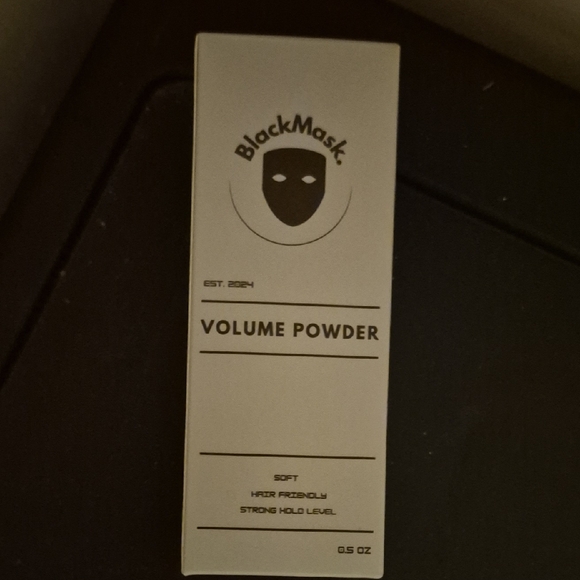 BlackMask.
EST. 2024
VOLUME POWDER
SOFT
HAIR FRIENDLY
STRONG HOLD LEVEL
0.5 OZ